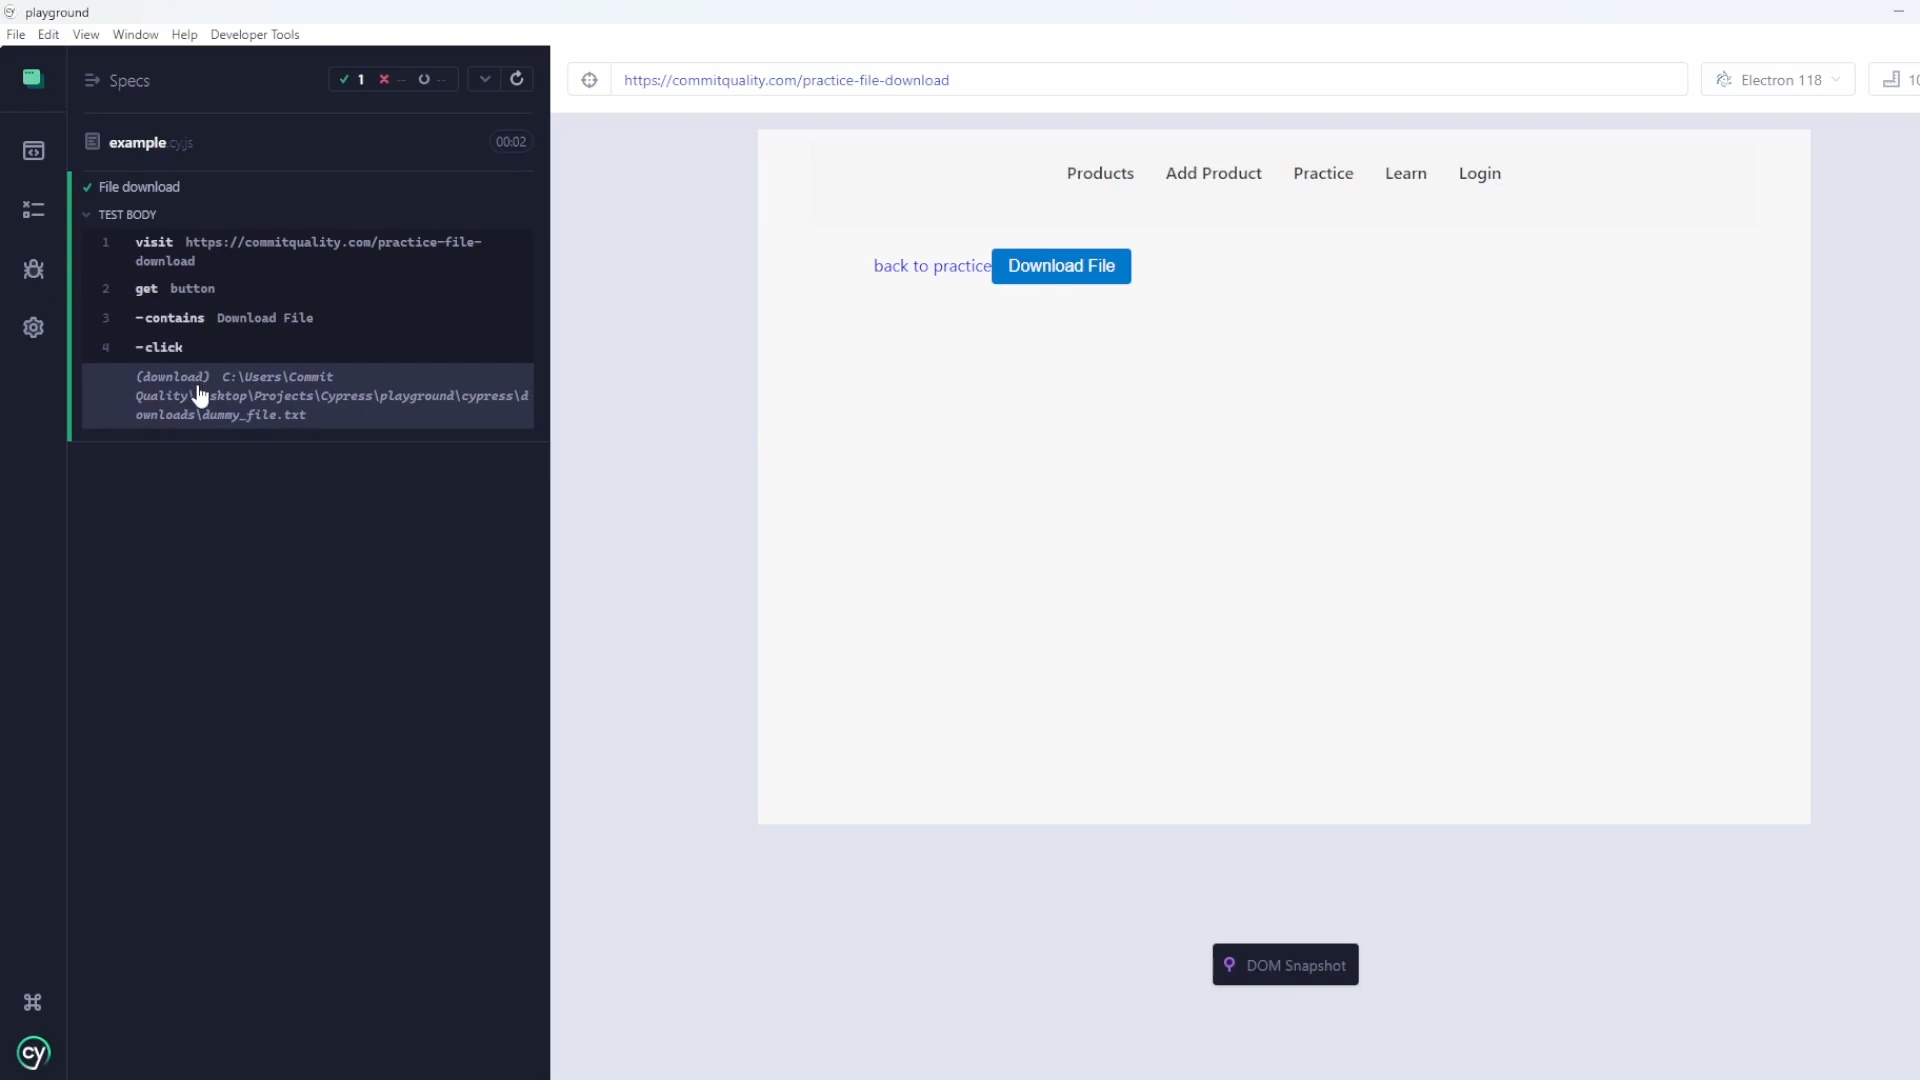 playground
File Edit View Window Help Developer Tools
Specs
1 -- --
https://commitquality.com/practice-file-download
Electron 118
10
example.cy.js
00:02
File download
TEST BODY
1 visit https://commitquality.com/practice-file-
download
2 get button
3 -contains Download File
4 -click
(download) C:\Users\Commit
Quality\ sktop\Projects\Cypress\playground\cypress\d
ownloads\dummy_file.txt
Products Add Product Practice Learn Login
back to practice Download File
DOM Snapshot
cy